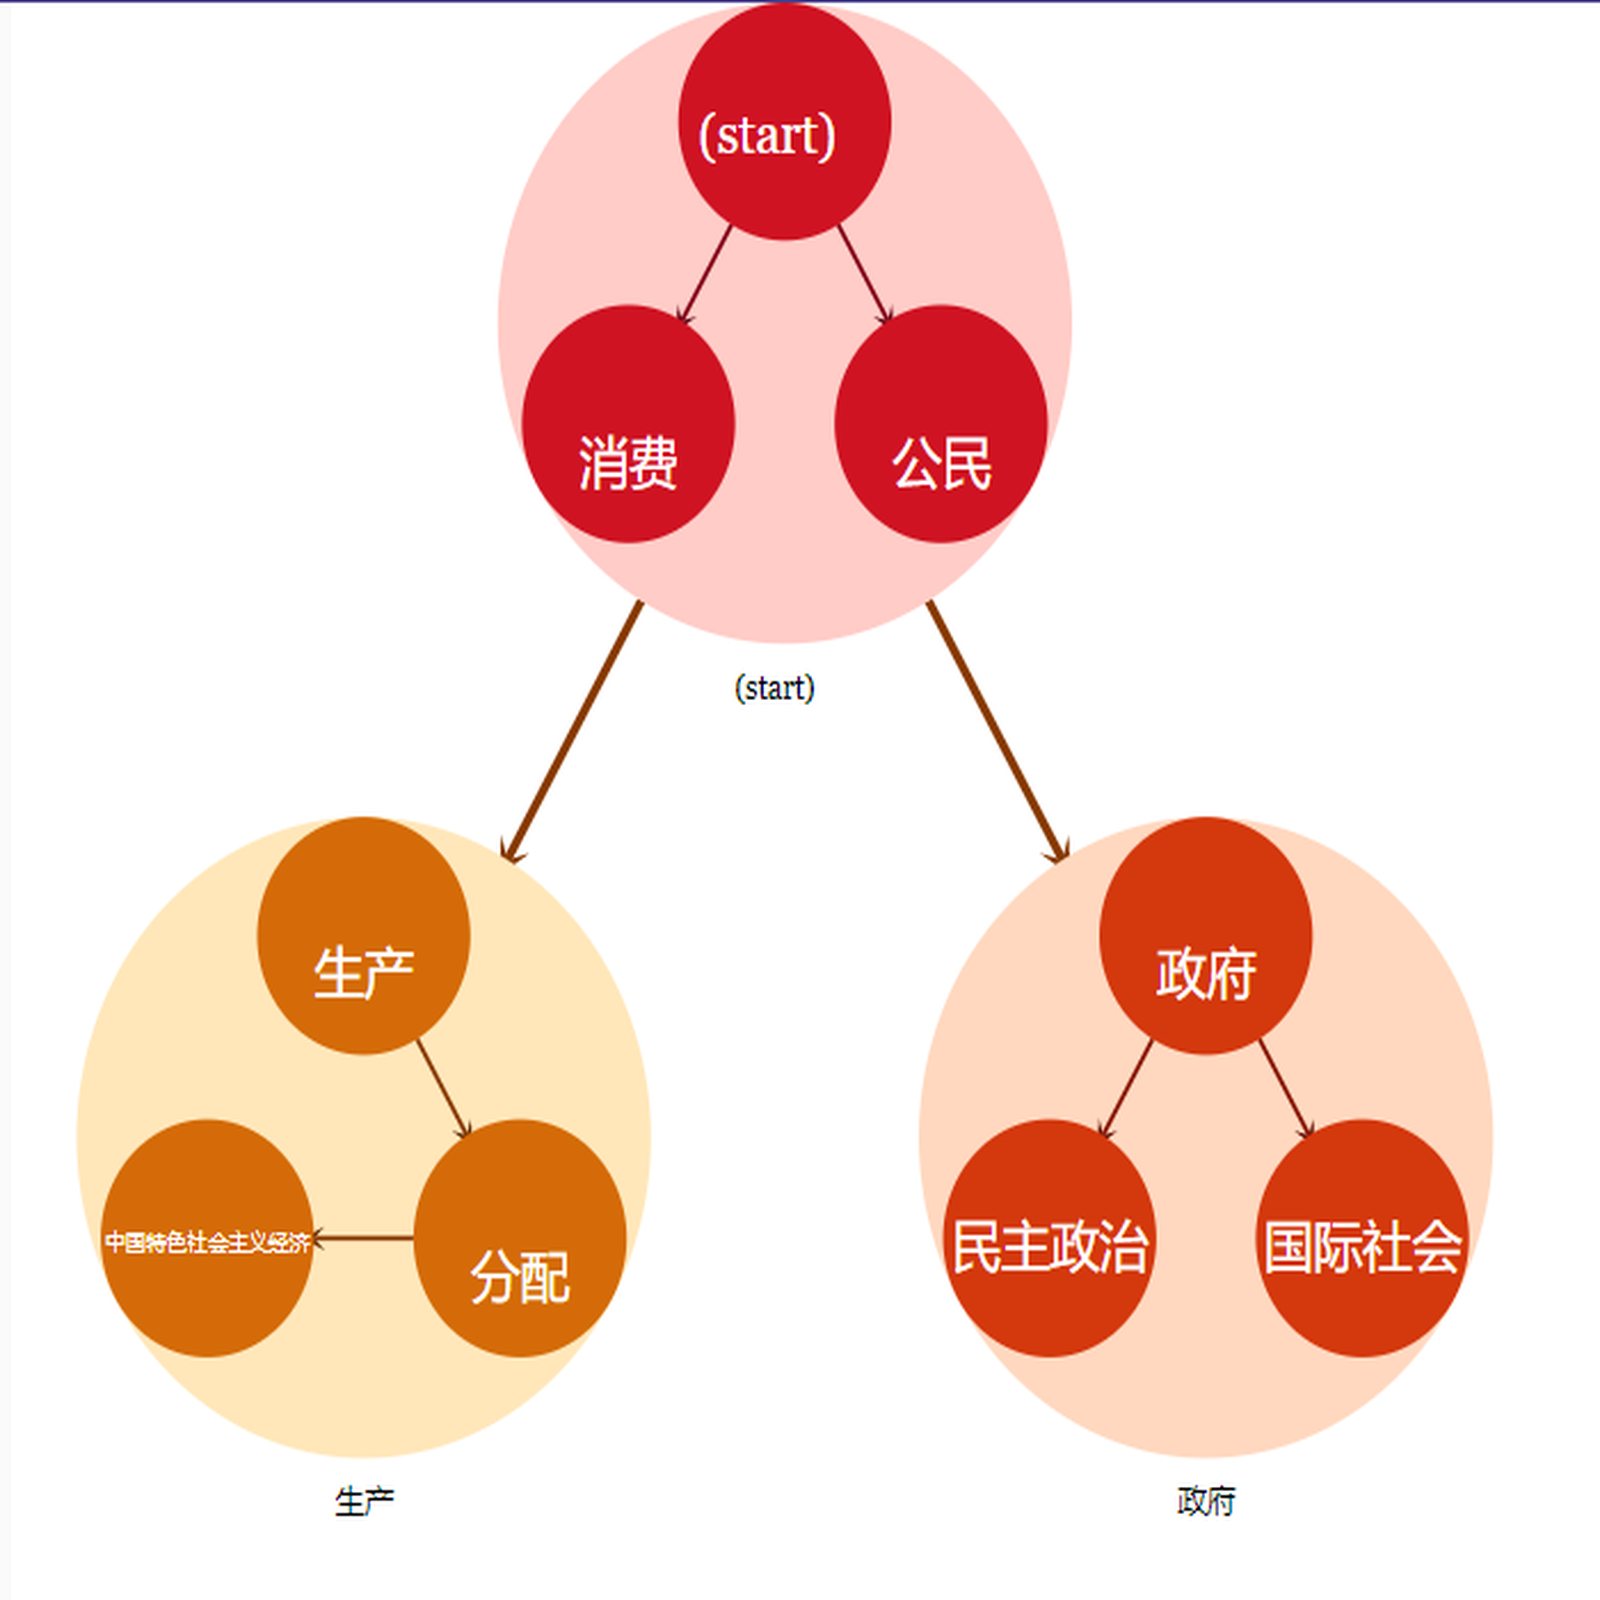 (start)
消费
公民
(start)
生产
政府
中国特色社会主义经济
分配
民主政治
国际社会
生产
政府